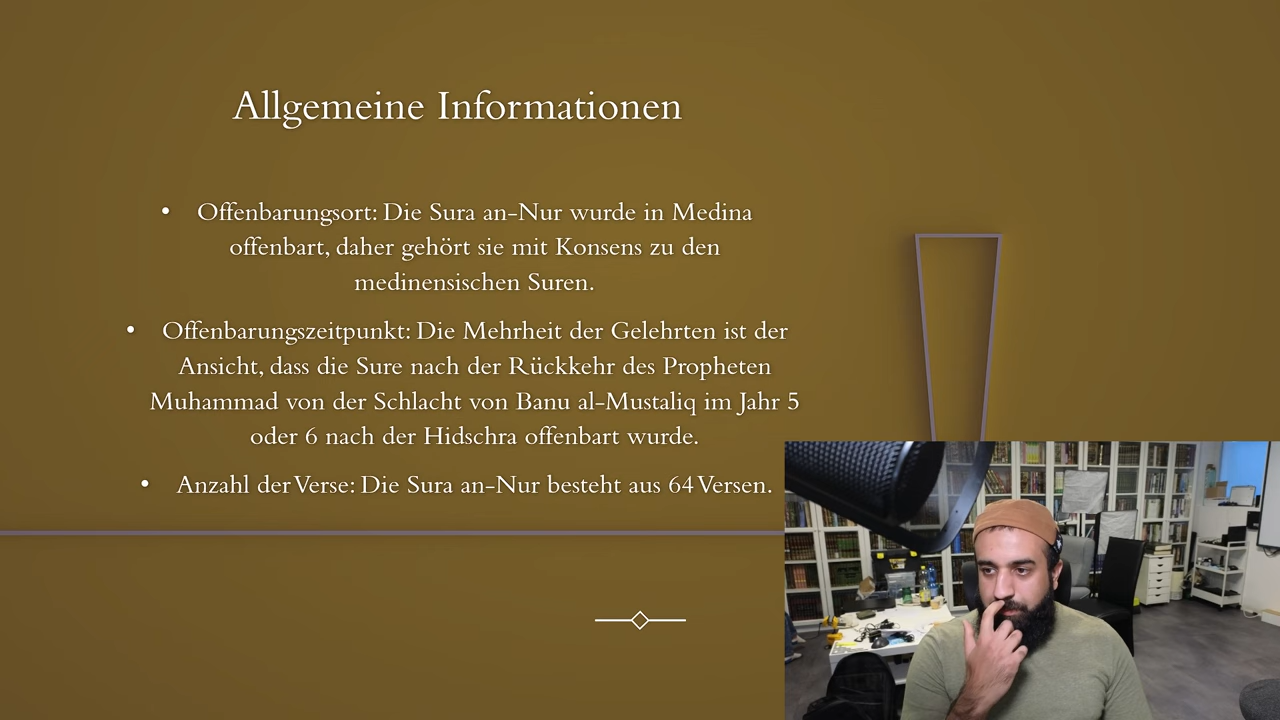 Allgemeine Informationen
• Offenbarungsort: Die Sura an-Nur wurde in Medina
offenbart, daher gehört sie mit Konsens zu den
medinensischen Suren.
• Offenbarungszeitpunkt: Die Mehrheit der Gelehrten ist der
Ansicht, dass die Sure nach der Rückkehr des Propheten
Muhammad von der Schlacht von Banu al-Mustaliq im Jahr 5
oder 6 nach der Hidschra offenbart wurde.
• Anzahl der Verse: Die Sura an-Nur besteht aus 64 Versen.